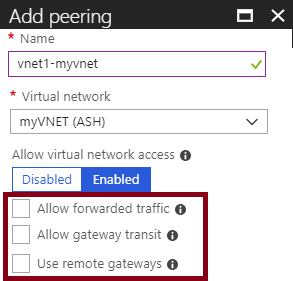 Add peering
* Name
vnet1-myvnet
* Virtual network
myVNET (ASH)
Allow virtual network access
Disabled Enabled
Allow forwarded traffic
Allow gateway transit
Use remote gateways